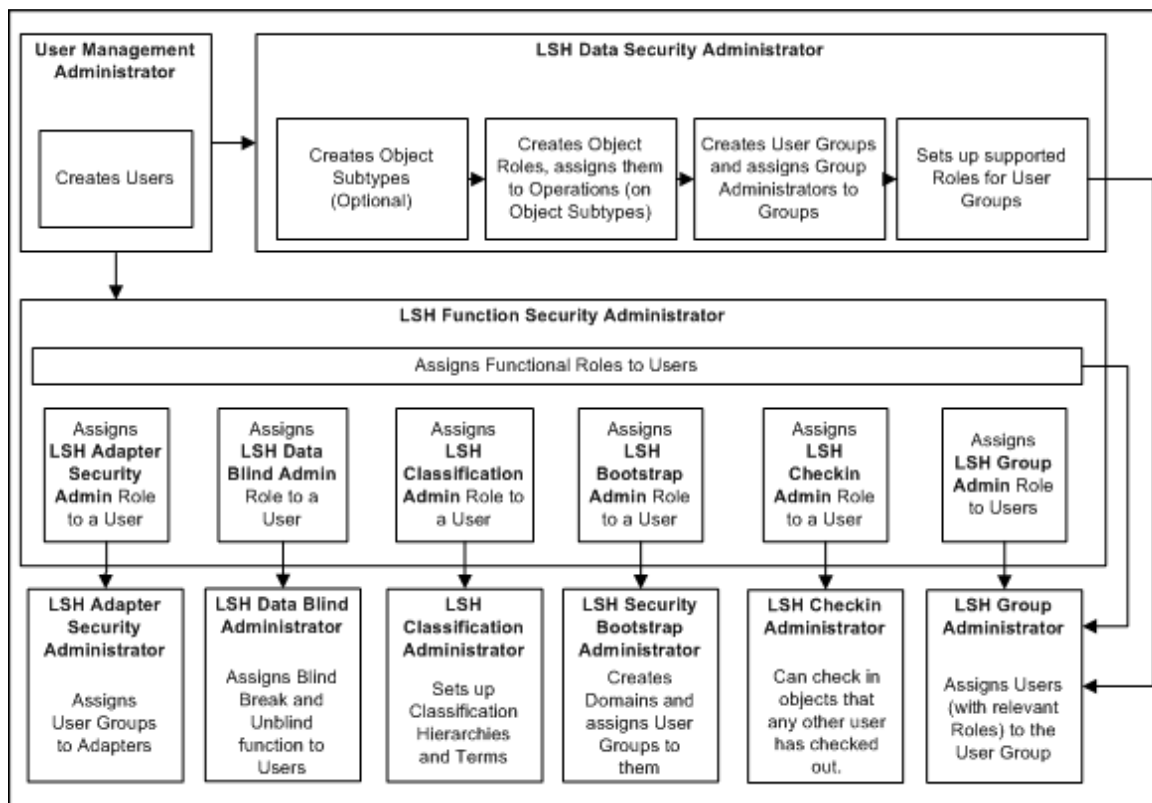 User Management
Administrator
Creates Users
LSH Data Security Administrator
Creates Object
Subtypes
(Optional)
Creates Object
Roles, assigns them
to Operations (on
Object Subtypes)
Creates User Groups
and assigns Group
Administrators to
Groups
Sets up supported
Roles for User
Groups
LSH Function Security Administrator
Assigns Functional Roles to Users
Assigns
LSH Adapter
Security
Admin Role
to a User
Assigns
LSH Data
Blind Admin
Role to a
User
Assigns
LSH
Classification
Admin Role to
a User
Assigns
LSH
Bootstrap
Admin Role
to a User
Assigns
LSH
Checkin
Admin Role
to a User
Assigns
LSH Group
Admin Role
to Users
LSH Adapter
Security
Administrator
Assigns
User Groups
to Adapters
LSH Data Blind
Administrator
Assigns Blind
Break and
Unblind
function to
Users
LSH
Classification
Administrator
Sets up
Classification
Hierarchies
and Terms
LSH Security
Bootstrap
Administrator
Creates
Domains and
assigns User
Groups to
them
LSH Checkin
Administrator
Can check in
objects that
any other user
has checked
out.
LSH Group
Administrator
Assigns Users
(with relevant
Roles) to the
User Group